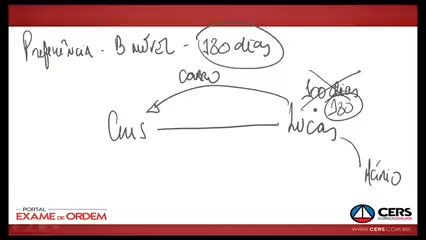 PREFERÊNCIA - B MÓVEL - 180 dias
CARRO
100 dias
180
CRIS
LUCAS
MÁRIO
PORTAL
EXAME DE ORDEM
CERS
CURSOS ONLINE
WWW.CERS.COM.BR